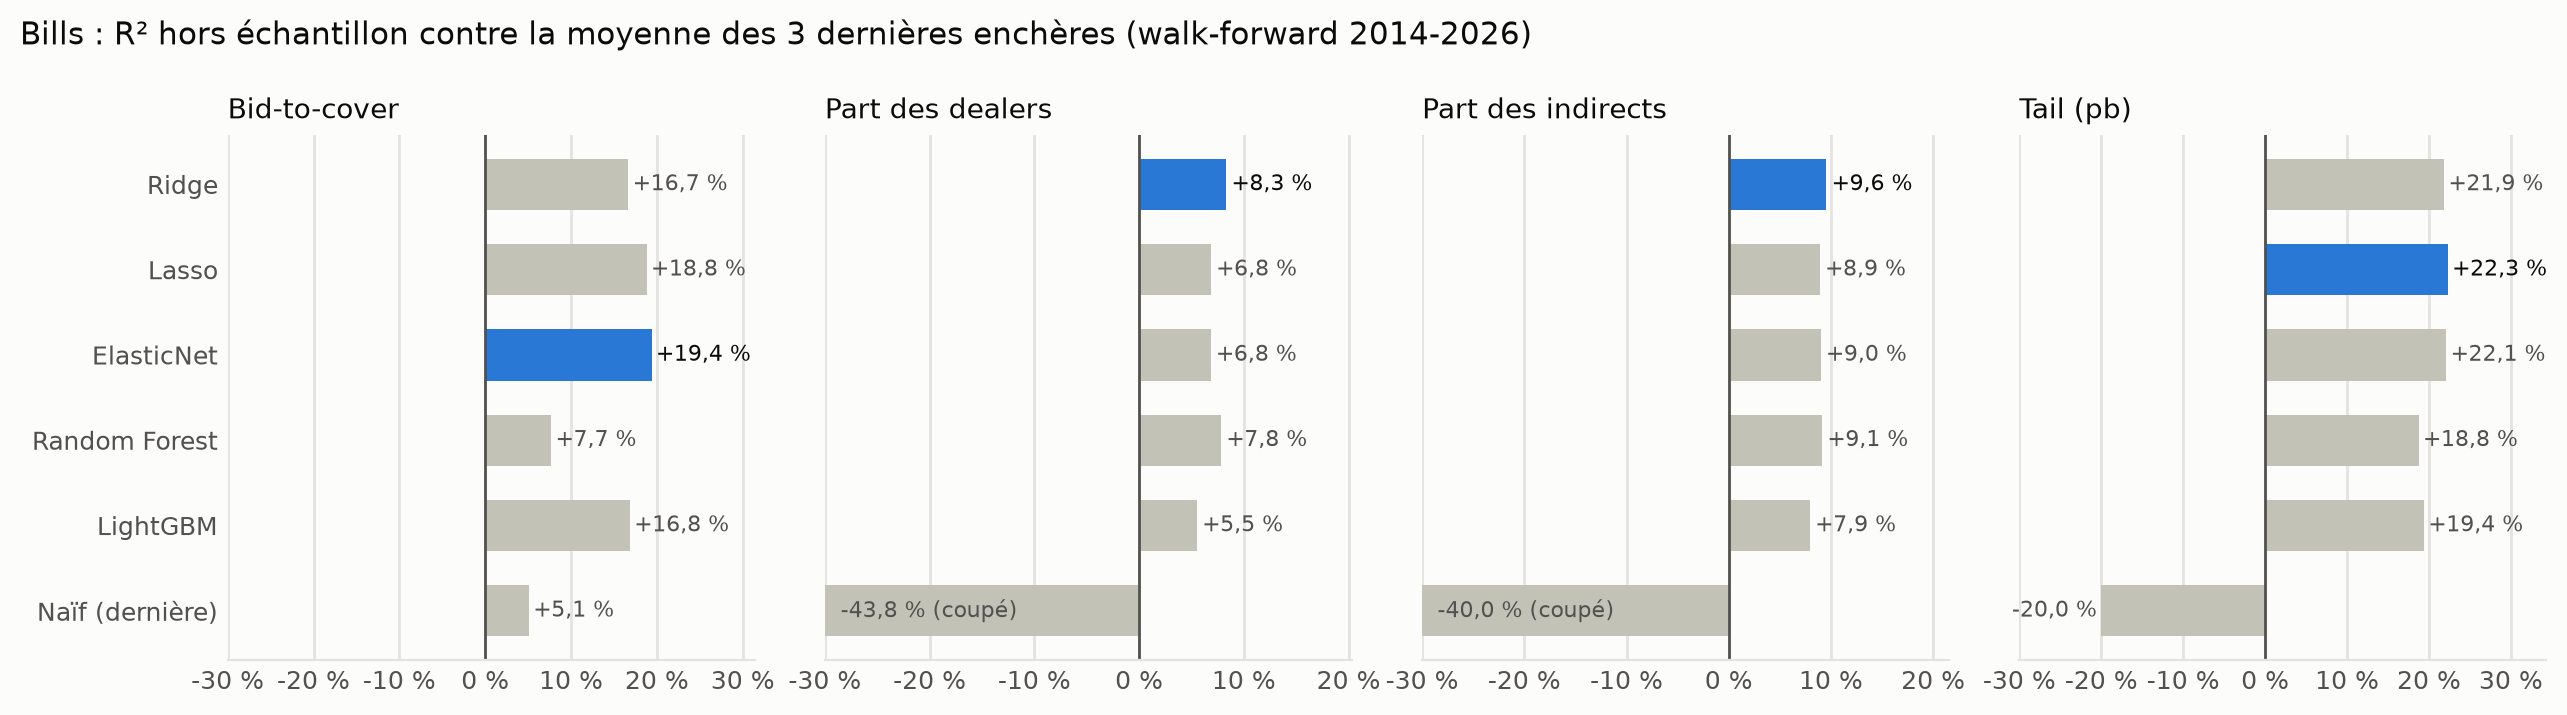 Bills : R² hors échantillon contre la moyenne des 3 dernières enchères (walk-forward 2014-2026)
Bid-to-cover Part des dealers Part des indirects Tail (pb)
Ridge +16,7 % +8,3 % +9,6 % +21,9 %
Lasso +18,8 % +6,8 % +8,9 % +22,3 %
ElasticNet +19,4 % +6,8 % +9,0 % +22,1 %
Random Forest +7,7 % +7,8 % +9,1 % +18,8 %
LightGBM +16,8 % +5,5 % +7,9 % +19,4 %
Naïf (dernière) +5,1 % -43,8 % (coupé) -40,0 % (coupé) -20,0 %
-30 % -20 % -10 % 0 % 10 % 20 % 30 % -30 % -20 % -10 % 0 % 10 % 20 % -30 % -20 % -10 % 0 % 10 % 20 % -30 % -20 % -10 % 0 % 10 % 20 % 30 %